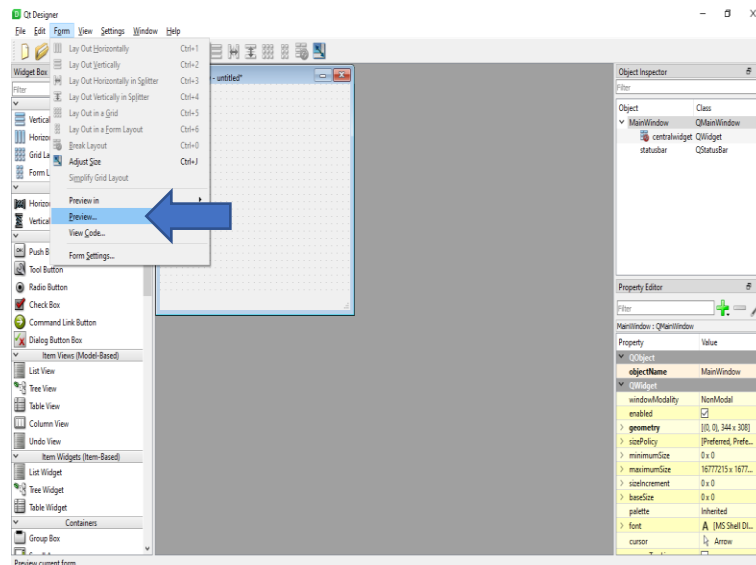 Qt Designer
File Edit Form View Settings Window Help
Lay Out Horizontally Ctrl+1
Lay Out Vertically Ctrl+2
Lay Out Horizontally in Splitter Ctrl+3
Lay Out Vertically in Splitter Ctrl+4
Lay Out in a Grid Ctrl+5
Lay Out in a Form Layout Ctrl+6
Break Layout Ctrl+0
Adjust Size Ctrl+J
Simplify Grid Layout
Preview in
Preview...
View Code...
Form Settings...
- untitled*
Widget Box
Filter
Vertical
Horizo
Grid La
Form L
Horizo
Vertical
Push B
Tool Button
Radio Button
Check Box
Command Link Button
Dialog Button Box
Item Views (Model-Based)
List View
Tree View
Table View
Column View
Undo View
Item Widgets (Item-Based)
List Widget
Tree Widget
Table Widget
Containers
Group Box
Preview current form
Object Inspector
Filter
Object Class
MainWindow QMainWindow
centralwidget QWidget
statusbar QStatusBar
Property Editor
Filter
MainWindow : QMainWindow
Property Value
QObject
objectName MainWindow
QWidget
windowModality NonModal
enabled
geometry [(0, 0), 344 x 308]
sizePolicy [Preferred, Prefe...
minimumSize 0 x 0
maximumSize 16777215 x 1677...
sizeIncrement 0 x 0
baseSize 0 x 0
palette Inherited
font A [MS Shell Dl...
cursor Arrow